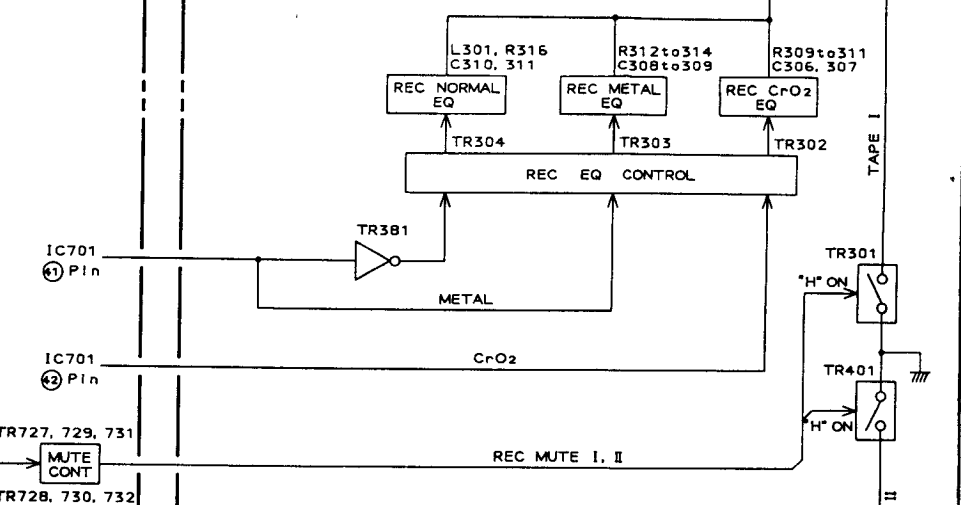 L301, R316
C310, 311
R312to314
C308to309
R309to311
C306, 307
REC NORMAL
EQ
REC METAL
EQ
REC CrO2
EQ
TR304
TR303
TR302
REC EQ CONTROL
TAPE I
TR381
IC701
41 Pin
METAL
TR301
"H" ON
IC701
42 Pin
CrO2
TR401
"H" ON
TR727, 729, 731
MUTE
CONT
REC MUTE I, II
TR728, 730, 732
II